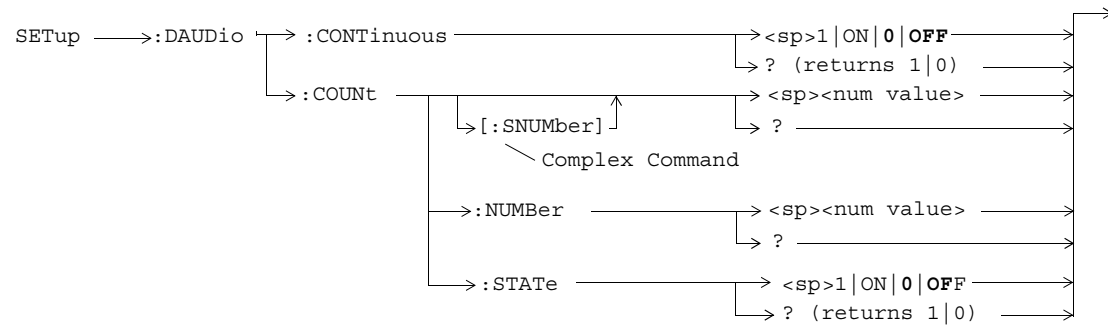 SETup :DAUDio :CONTinuous <sp>1|ON|0|OFF
? (returns 1|0)
:COUNt <sp><num value>
[:SNUMber] ?
Complex Command
:NUMBer <sp><num value>
?
:STATe <sp>1|ON|0|OFF
? (returns 1|0)